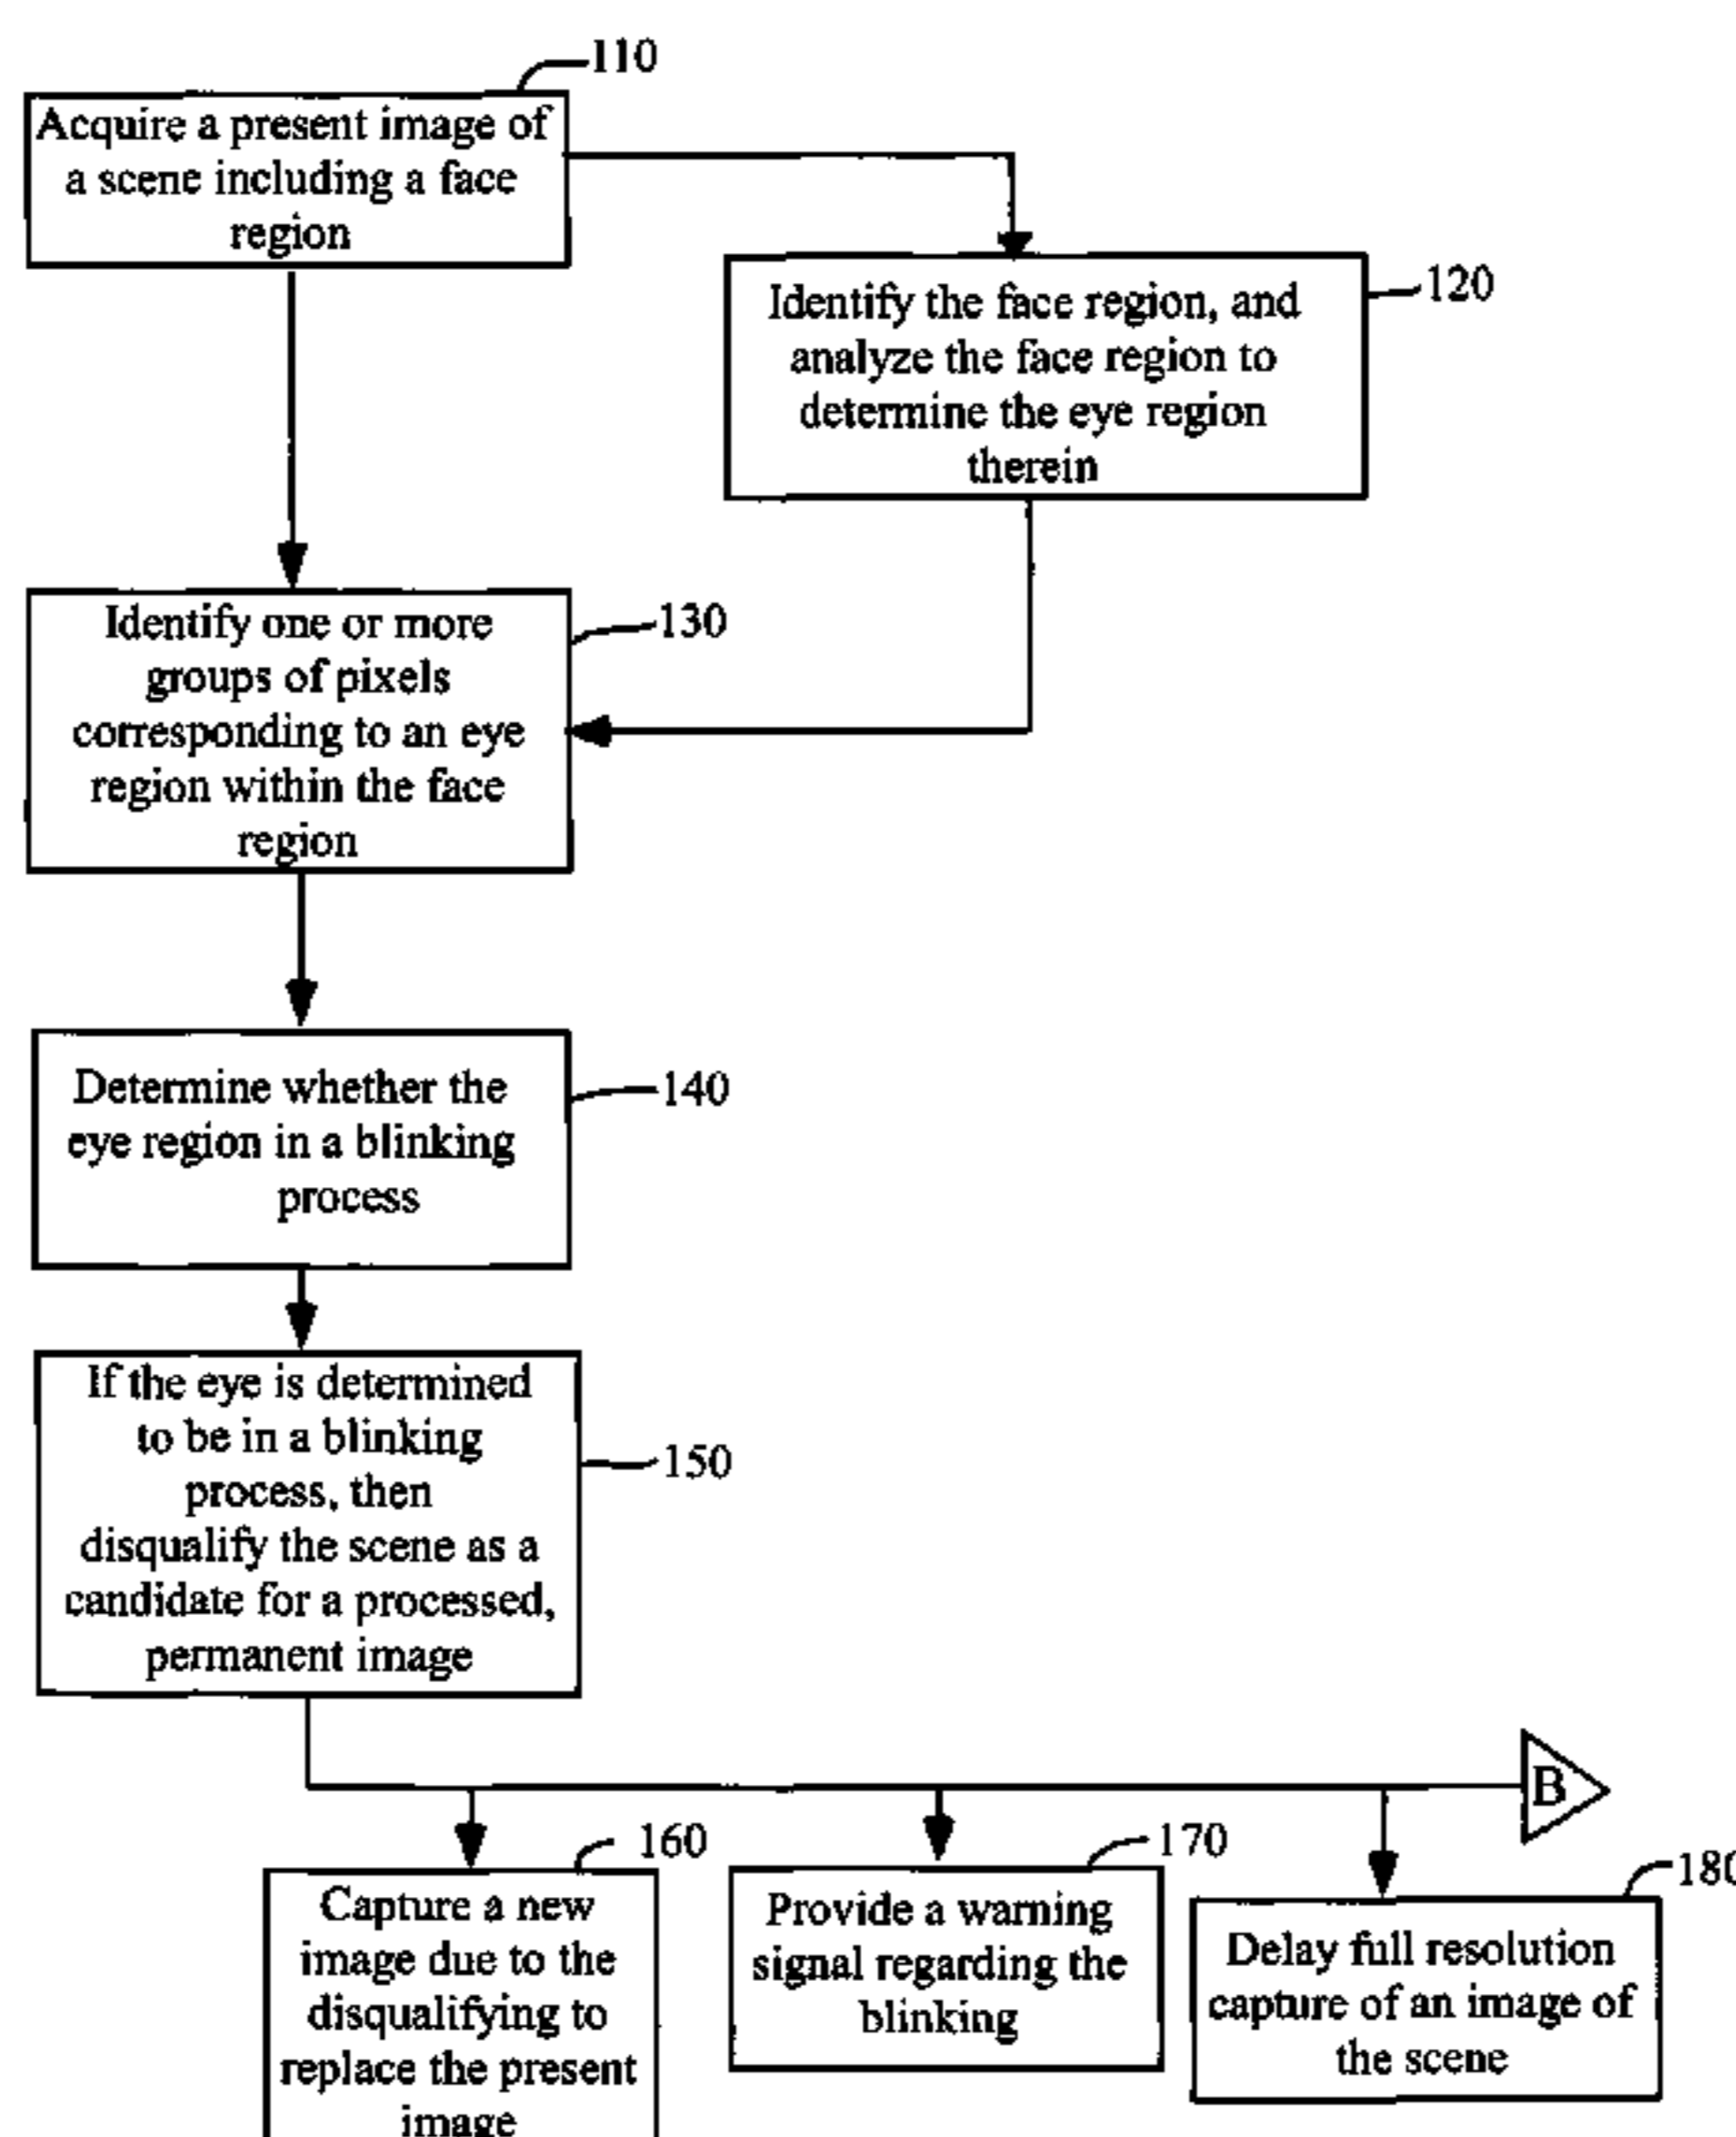 110
Acquire a present image of
a scene including a face
region
120
Identify the face region, and
analyze the face region to
determine the eye region
therein
130
Identify one or more
groups of pixels
corresponding to an eye
region within the face
region
140
Determine whether the
eye region in a blinking
process
150
If the eye is determined
to be in a blinking
process, then
disqualify the scene as a
candidate for a processed,
permanent image
B
160
Capture a new
image due to the
disqualifying to
replace the present
image
170
Provide a warning
signal regarding the
blinking
180
Delay full resolution
capture of an image of
the scene